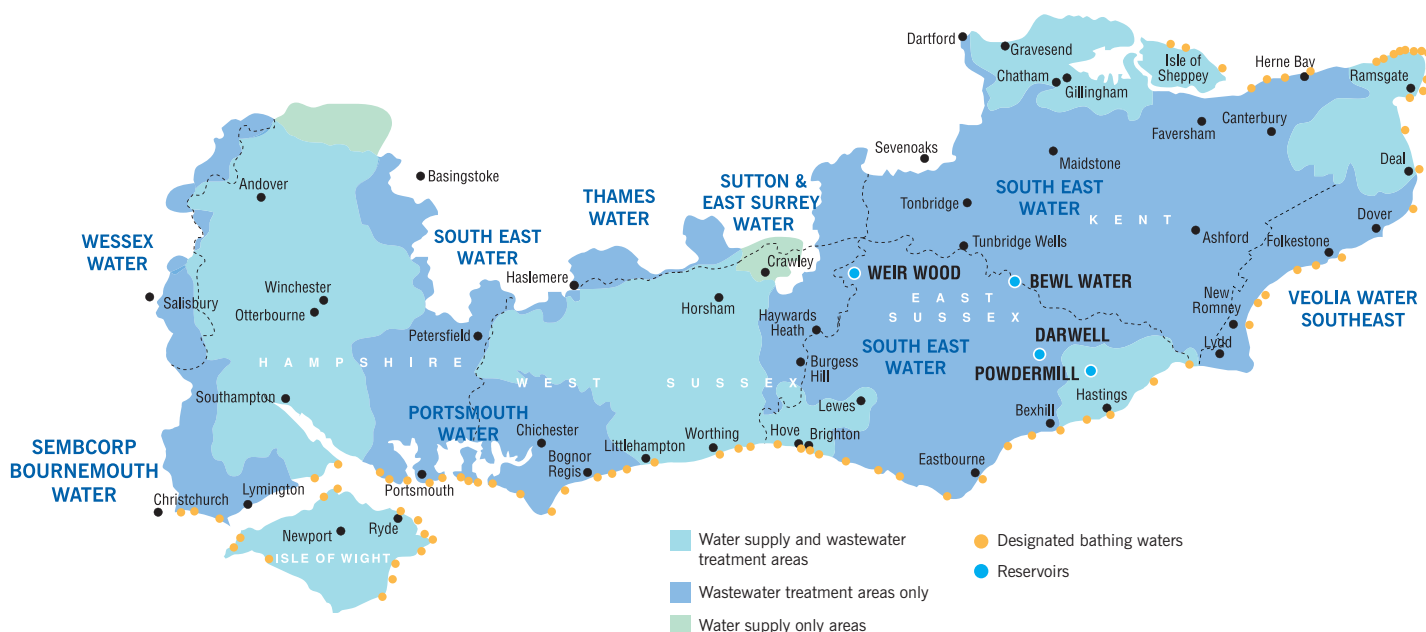 Dartford
Gravesend
Chatham
Gillingham
Isle of
Sheppey
Herne Bay
Ramsgate
Faversham
Canterbury
Sevenoaks
Maidstone
Deal
Basingstoke
Andover
SUTTON &
EAST SURREY
WATER
THAMES
WATER
SOUTH EAST
WATER
KENT
Tonbridge
Dover
WESSEX
WATER
SOUTH EAST
WATER
Tunbridge Wells
Ashford
Folkestone
Haslemere
Crawley
WEIR WOOD
BEWL WATER
Salisbury
Winchester
Otterbourne
Horsham
EAST
SUSSEX
New
Romney
VEOLIA WATER
SOUTHEAST
Haywards
Heath
Petersfield
DARWELL
Lydd
SOUTH EAST
WATER
HAMPSHIRE
Burgess
Hill
POWDERMILL
WEST SUSSEX
Southampton
Lewes
Hastings
Bexhill
PORTSMOUTH
WATER
Chichester
Littlehampton
Worthing
Hove
Brighton
SEMBCORP
BOURNEMOUTH
WATER
Bognor
Regis
Eastbourne
Christchurch
Lymington
Portsmouth
Newport
Ryde
ISLE OF WIGHT
Water supply and wastewater
treatment areas
Wastewater treatment areas only
Water supply only areas
Designated bathing waters
Reservoirs